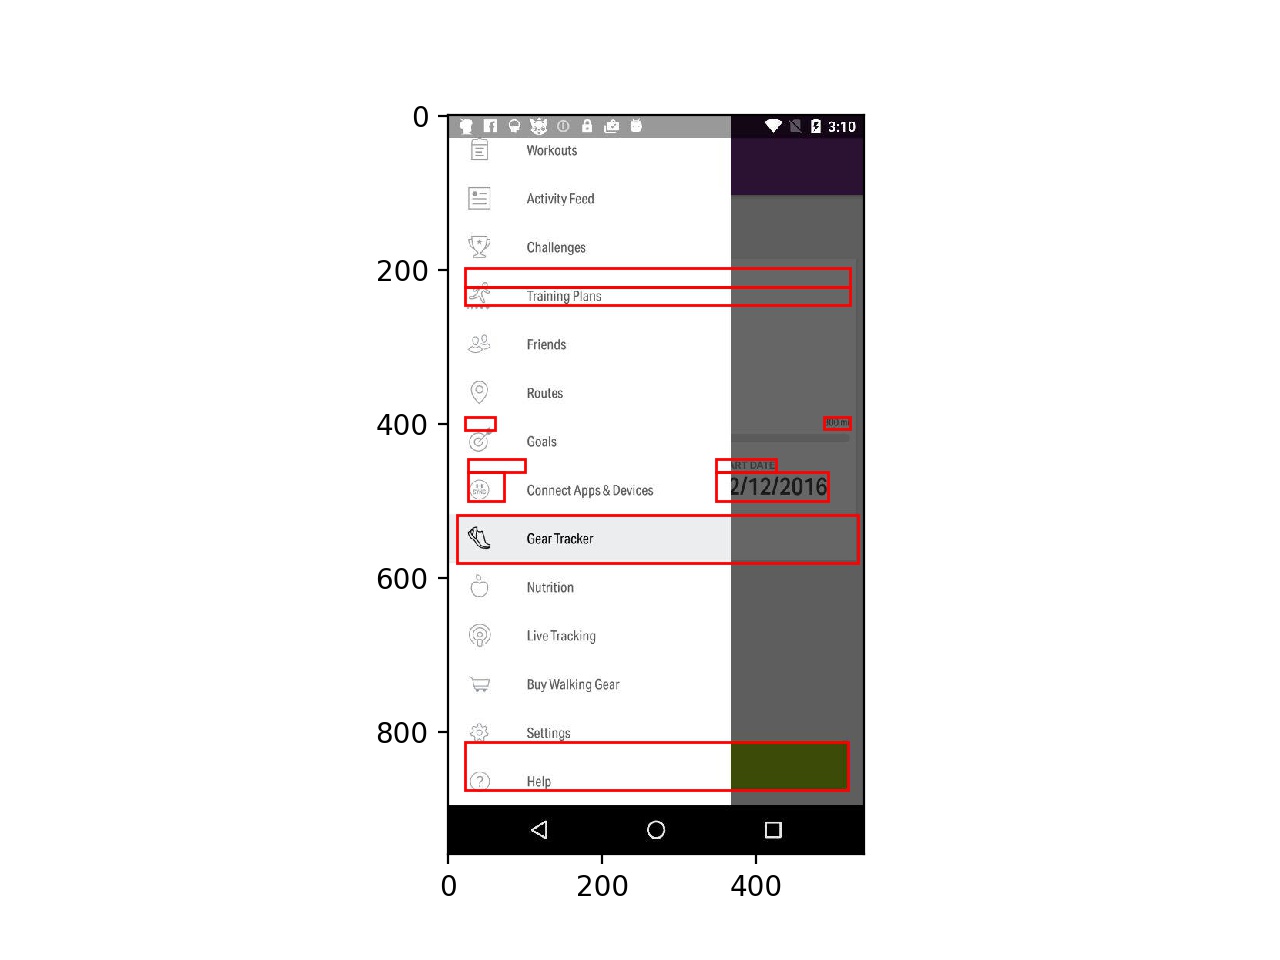 0
200
400
600
800
3:10
Workouts
Activity Feed
Challenges
Training Plans
Friends
Routes
Goals
ART DATE
Connect Apps & Devices
2/12/2016
Gear Tracker
Nutrition
Live Tracking
Buy Walking Gear
Settings
? Help
0 200 400